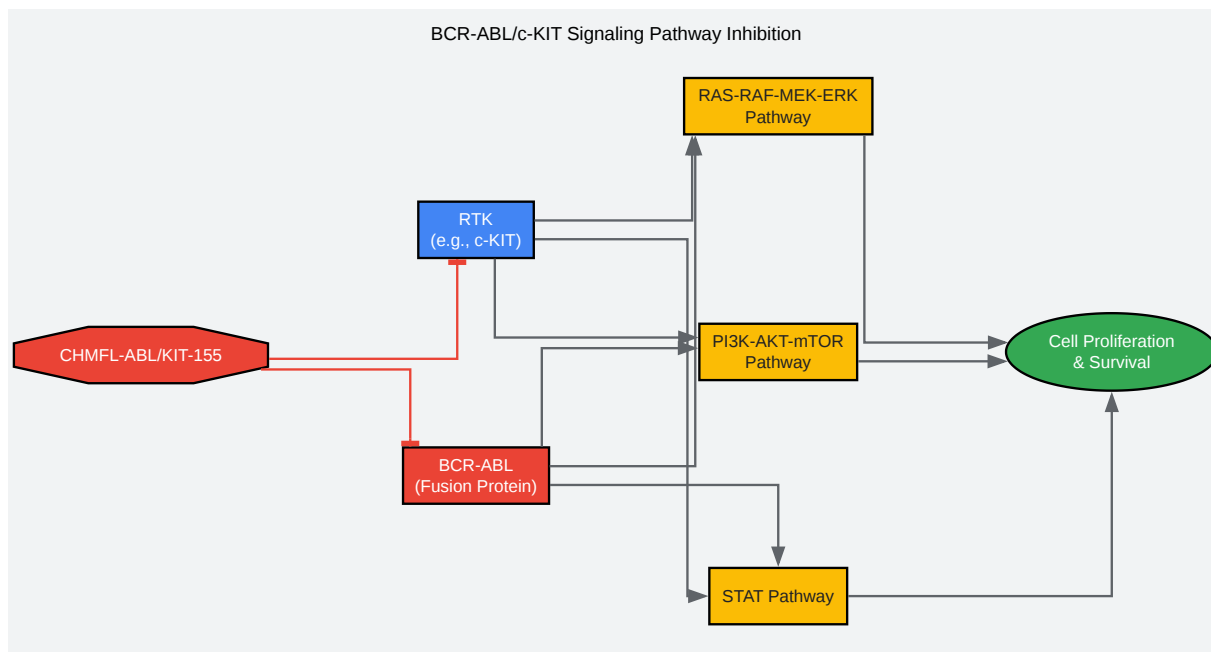 BCR-ABL/c-KIT Signaling Pathway Inhibition
RAS-RAF-MEK-ERK
Pathway
RTK
(e.g., c-KIT)
CHMFL-ABL/KIT-155
PI3K-AKT-mTOR
Pathway
Cell Proliferation
& Survival
BCR-ABL
(Fusion Protein)
STAT Pathway